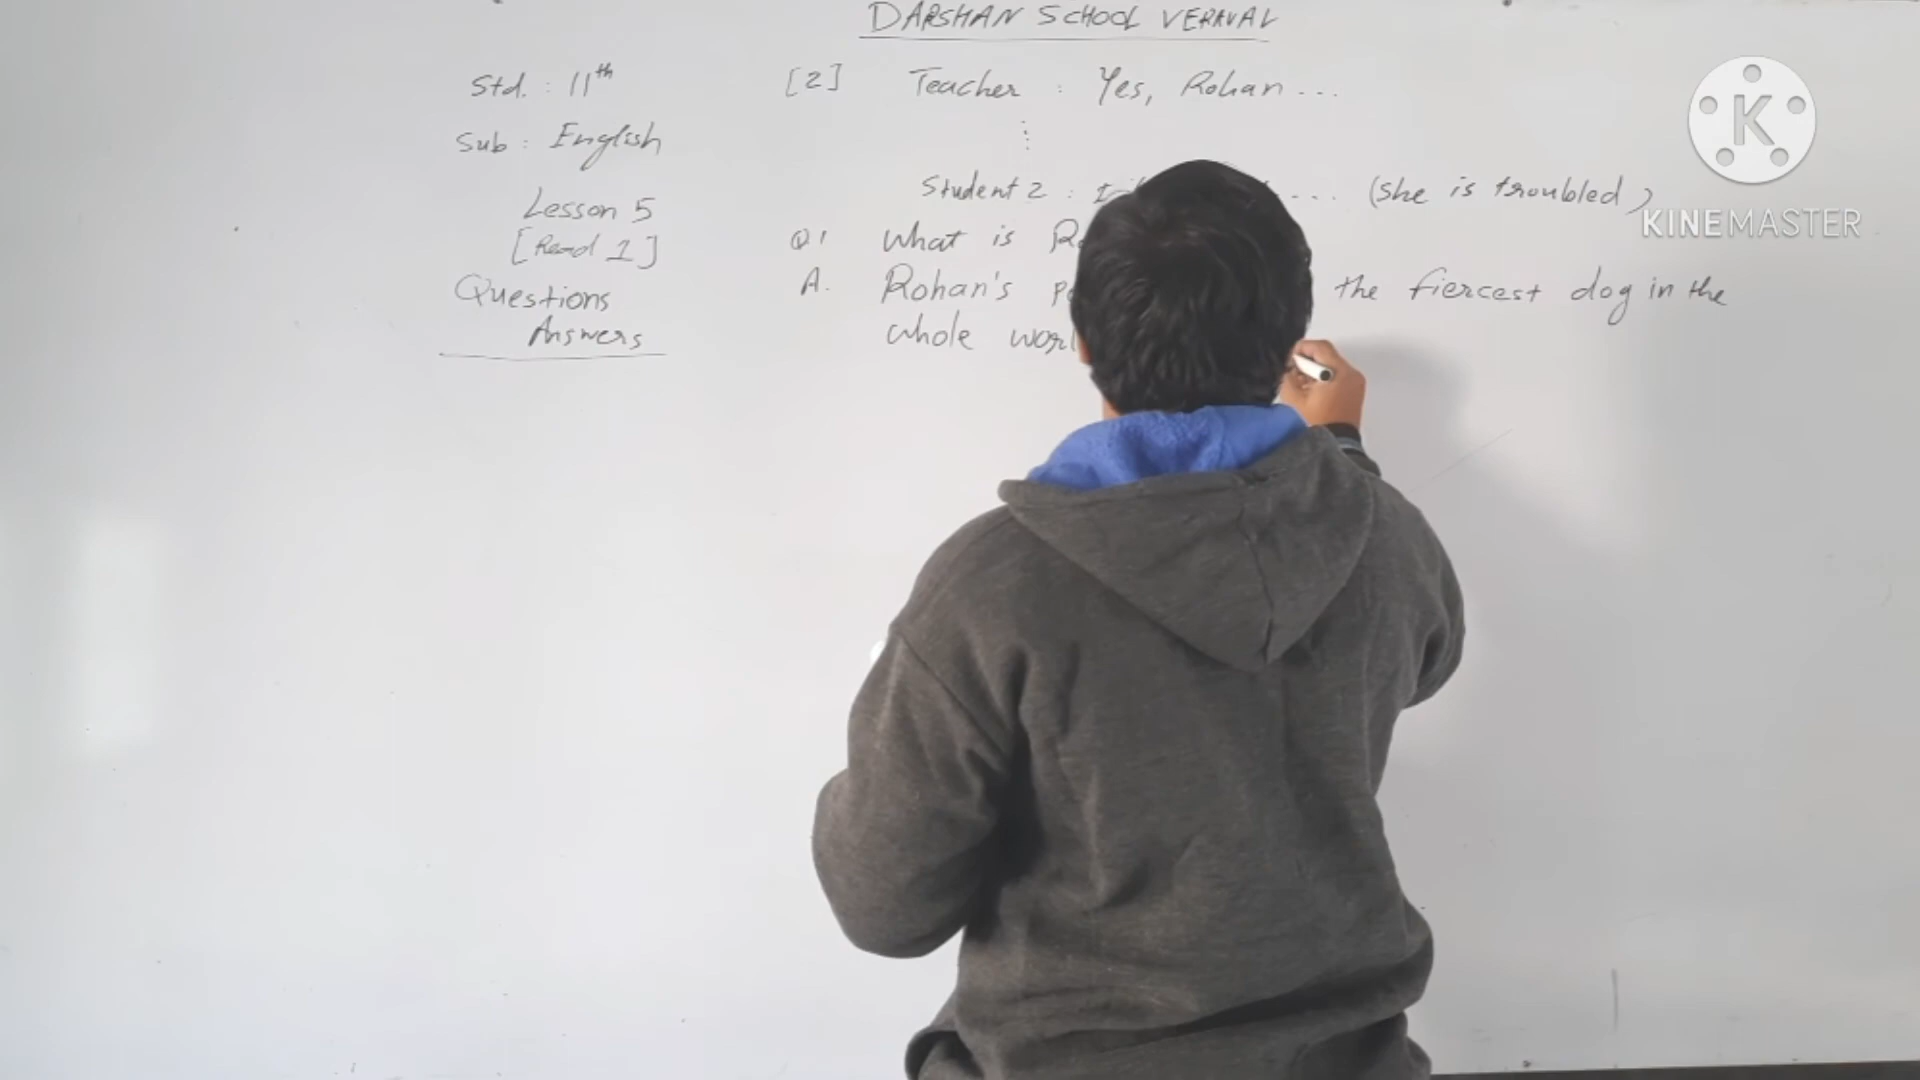 DARSHAN SCHOOL VERAVAL
Std. : 11th
Sub : English
Lesson 5
[Read 1]
Questions
Answers
[2] Teacher : Yes, Rohan ...
Student 2 : ... (she is troubled)
Q1 What is
A. Rohan's the fiercest dog in the
whole
K
KINEMASTER